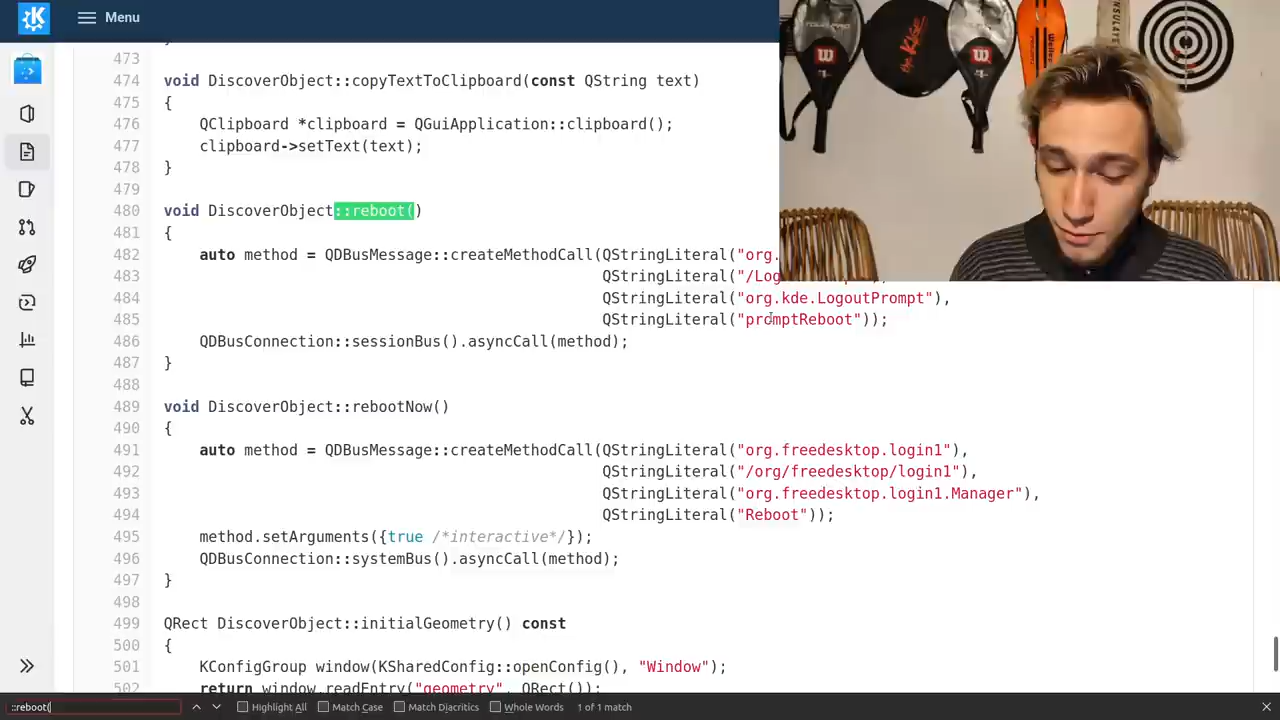 Menu
473
474 void DiscoverObject::copyTextToClipboard(const QString text)
475 {
476 QClipboard *clipboard = QGuiApplication::clipboard();
477 clipboard->setText(text);
478 }
479
480 void DiscoverObject::reboot()
481 {
482 auto method = QDBusMessage::createMethodCall(QStringLiteral("org.
483 QStringLiteral("/Log
484 QStringLiteral("org.kde.LogoutPrompt"),
485 QStringLiteral("promptReboot"));
486 QDBusConnection::sessionBus().asyncCall(method);
487 }
488
489 void DiscoverObject::rebootNow()
490 {
491 auto method = QDBusMessage::createMethodCall(QStringLiteral("org.freedesktop.login1"),
492 QStringLiteral("/org/freedesktop/login1"),
493 QStringLiteral("org.freedesktop.login1.Manager"),
494 QStringLiteral("Reboot"));
495 method.setArguments({true /*interactive*/});
496 QDBusConnection::systemBus().asyncCall(method);
497 }
498
499 QRect DiscoverObject::initialGeometry() const
500 {
501 KConfigGroup window(KSharedConfig::openConfig(), "Window");
502 return window.readEntry("geometry", QRect());
::reboot( Highlight All Match Case Match Diacritics Whole Words 1 of 1 match